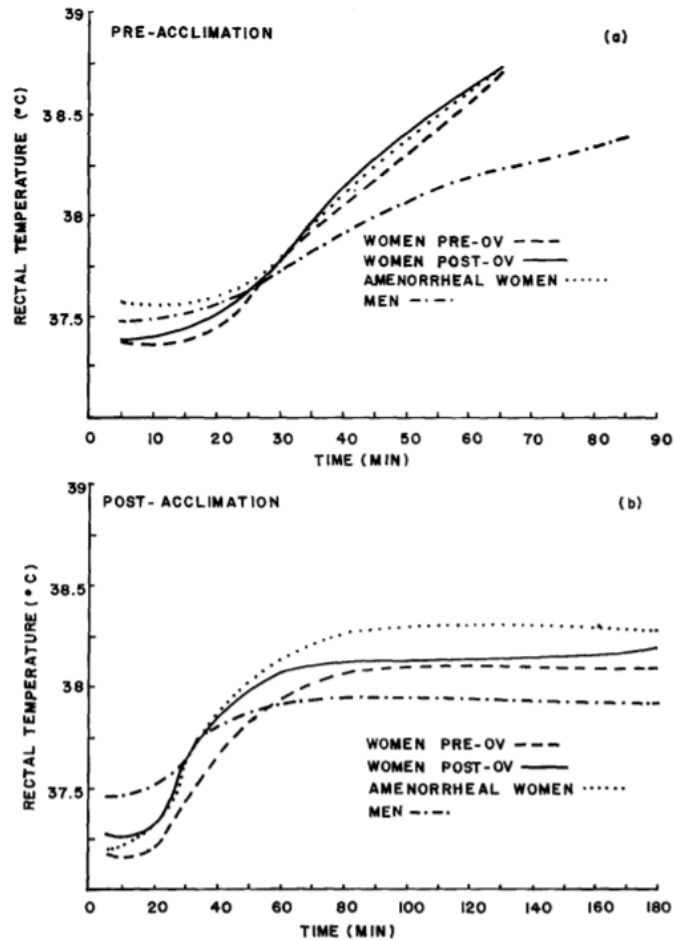 PRE-ACCLIMATION
(a)
RECTAL TEMPERATURE (°C)
39
38.5
38
37.5
WOMEN PRE-OV
WOMEN POST-OV
AMENORRHEAL WOMEN
MEN
0 10 20 30 40 50 60 70 80 90
TIME (MIN)
POST-ACCLIMATION
(b)
RECTAL TEMPERATURE (°C)
39
38.5
38
37.5
WOMEN PRE-OV
WOMEN POST-OV
AMENORRHEAL WOMEN
MEN
0 20 40 60 80 100 120 140 160 180
TIME (MIN)